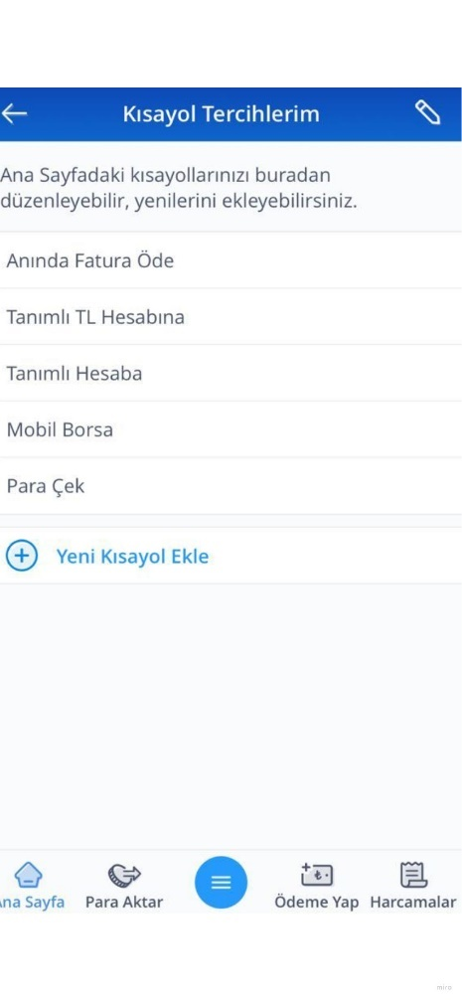 Kısayol Tercihlerim
Ana Sayfadaki kısayollarınızı buradan
düzenleyebilir, yenilerini ekleyebilirsiniz.
Anında Fatura Öde
Tanımlı TL Hesabına
Tanımlı Hesaba
Mobil Borsa
Para Çek
Yeni Kısayol Ekle
na Sayfa Para Aktar Ödeme Yap Harcamalar
miro